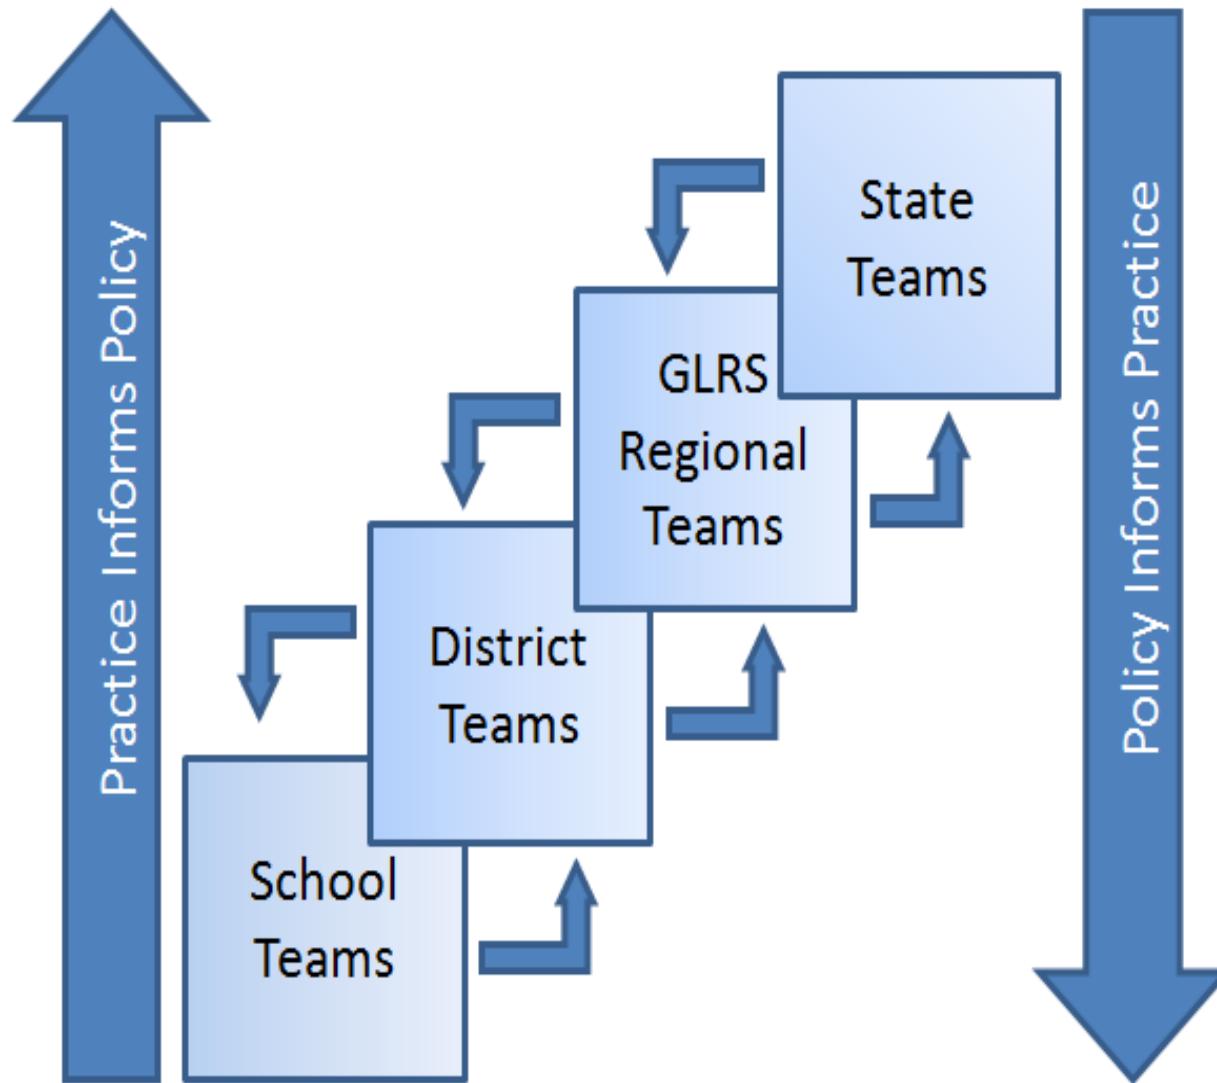 Practice Informs Policy
State
Teams
GLRS
Regional
Teams
District
Teams
School
Teams
Policy Informs Practice